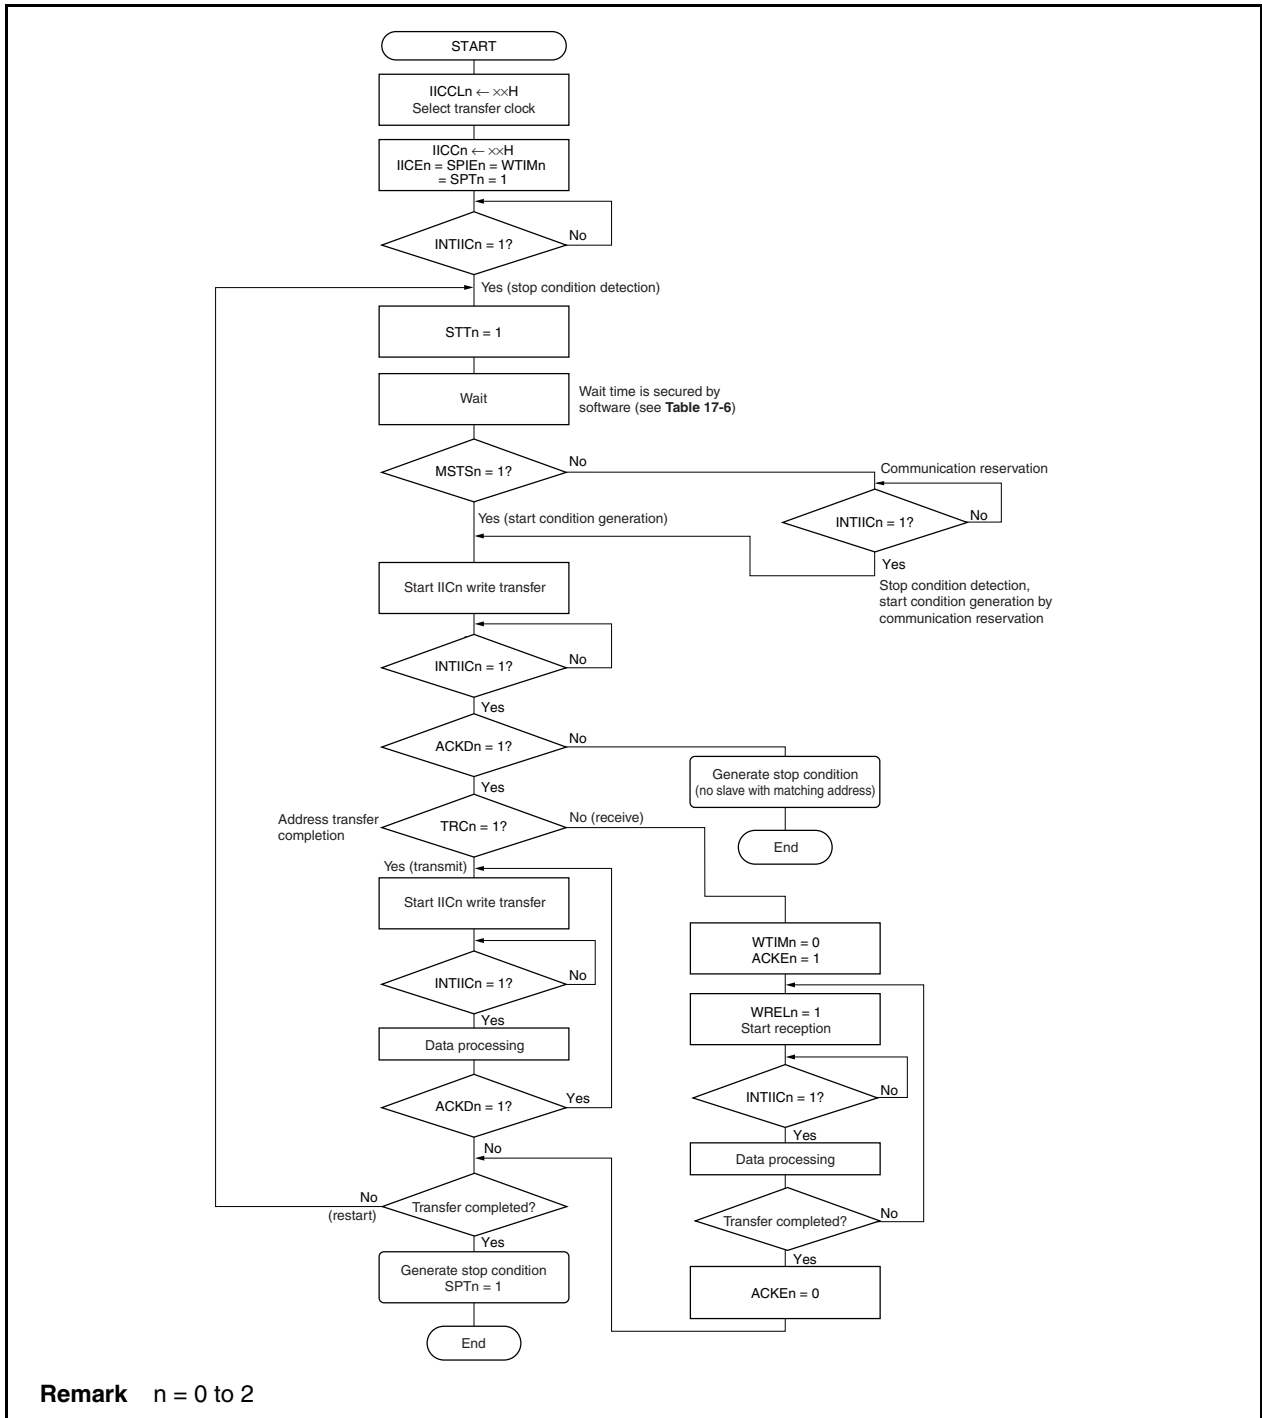 START
IICCLn ← ××H
Select transfer clock
IICCn ← ××H
IICEn = SPIEn = WTIMn
= SPTn = 1
INTIICn = 1?
No
Yes (stop condition detection)
STTn = 1
Wait
Wait time is secured by
software (see Table 17-6)
MSTSn = 1?
No
Communication reservation
INTIICn = 1?
No
Yes
Stop condition detection,
start condition generation by
communication reservation
Yes (start condition generation)
Start IICn write transfer
INTIICn = 1?
No
Yes
ACKDn = 1?
No
Generate stop condition
(no slave with matching address)
End
Yes
Address transfer
completion
TRCn = 1?
No (receive)
Yes (transmit)
Start IICn write transfer
INTIICn = 1?
No
Yes
Data processing
ACKDn = 1?
Yes
No
Transfer completed?
No
(restart)
Yes
Generate stop condition
SPTn = 1
End
WTIMn = 0
ACKEn = 1
WRELn = 1
Start reception
INTIICn = 1?
No
Yes
Data processing
Transfer completed?
No
Yes
ACKEn = 0
Remark n = 0 to 2